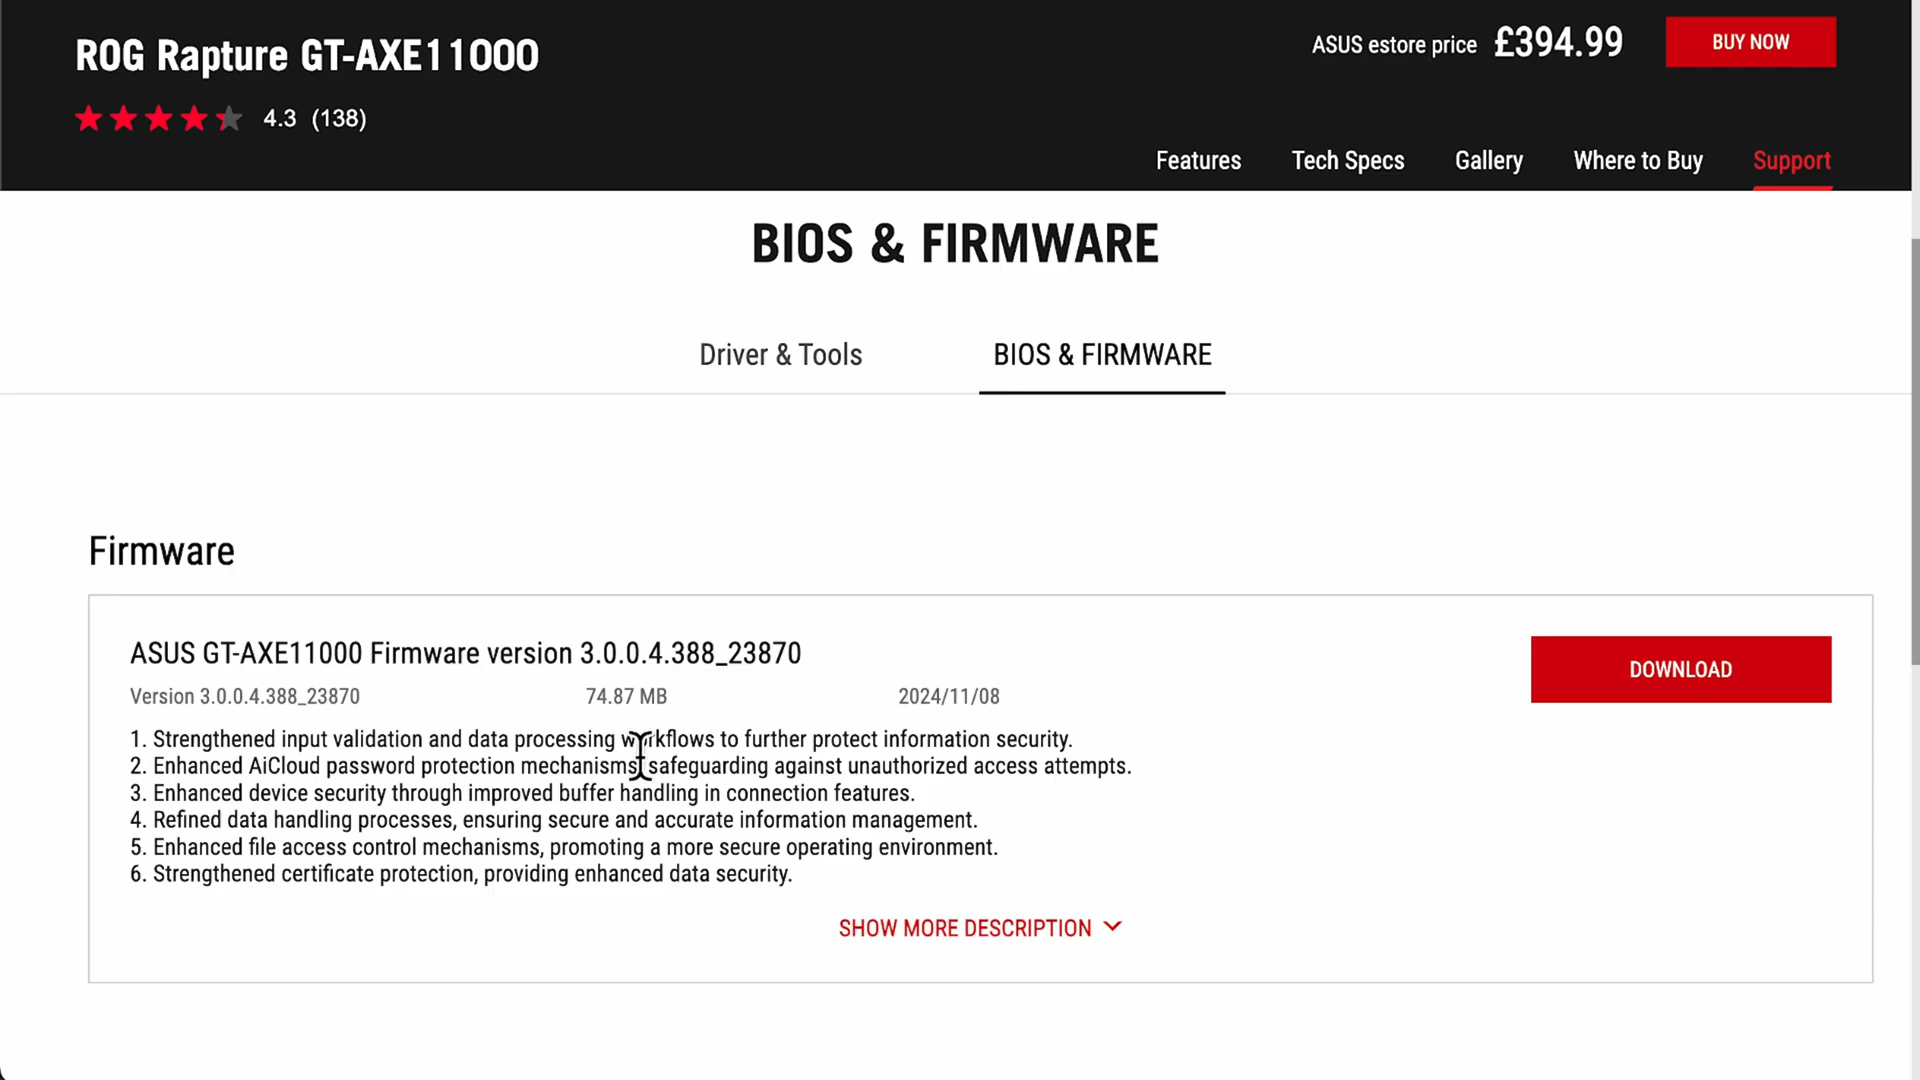 ROG Rapture GT-AXE11000
ASUS estore price £394.99 BUY NOW
4.3 (138)
Features Tech Specs Gallery Where to Buy Support
BIOS & FIRMWARE
Driver & Tools BIOS & FIRMWARE
Firmware
ASUS GT-AXE11000 Firmware version 3.0.0.4.388_23870
DOWNLOAD
Version 3.0.0.4.388_23870 74.87 MB 2024/11/08
1. Strengthened input validation and data processing workflows to further protect information security.
2. Enhanced AiCloud password protection mechanisms, safeguarding against unauthorized access attempts.
3. Enhanced device security through improved buffer handling in connection features.
4. Refined data handling processes, ensuring secure and accurate information management.
5. Enhanced file access control mechanisms, promoting a more secure operating environment.
6. Strengthened certificate protection, providing enhanced data security.
SHOW MORE DESCRIPTION